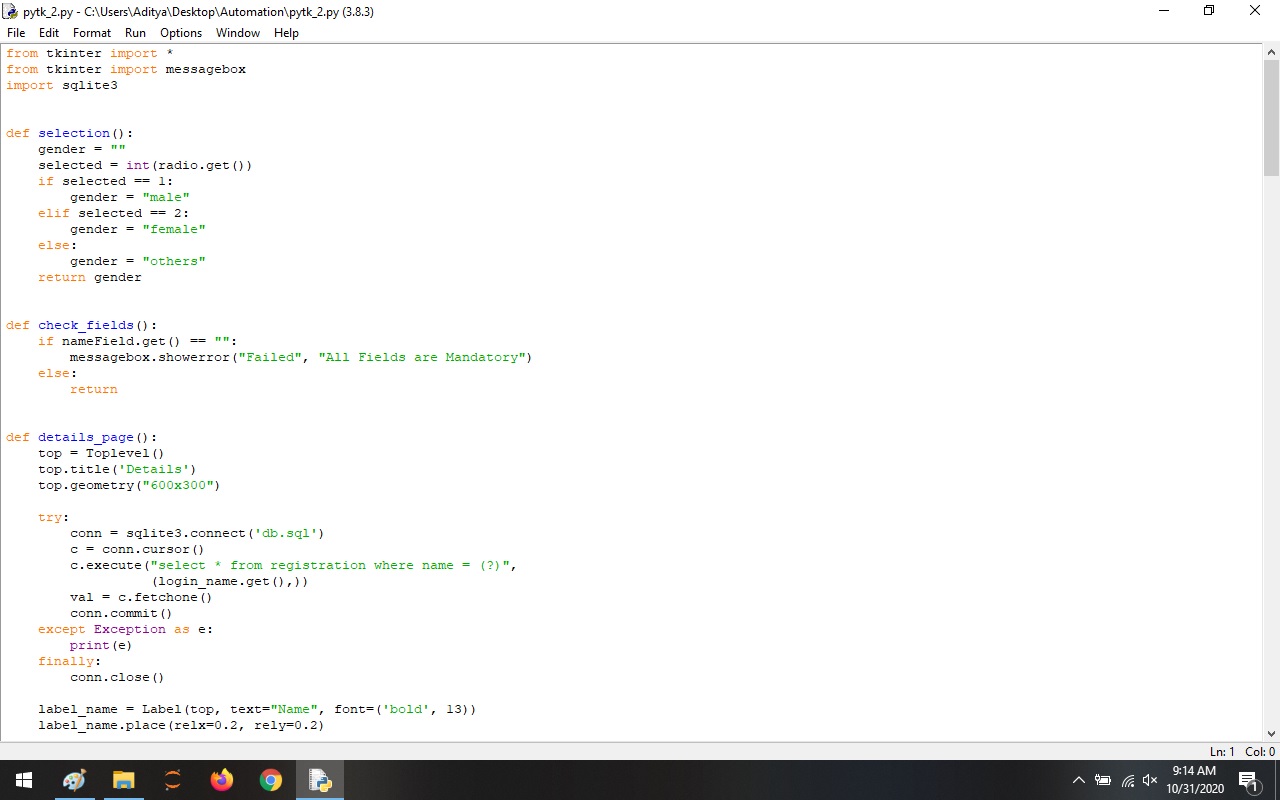 pytk_2.py - C:\Users\Aditya\Desktop\Automation\pytk_2.py (3.8.3)
File Edit Format Run Options Window Help
from tkinter import *
from tkinter import messagebox
import sqlite3
def selection():
    gender = ""
    selected = int(radio.get())
    if selected == 1:
        gender = "male"
    elif selected == 2:
        gender = "female"
    else:
        gender = "others"
    return gender
def check_fields():
    if nameField.get() == "":
        messagebox.showerror("Failed", "All Fields are Mandatory")
    else:
        return
def details_page():
    top = Toplevel()
    top.title('Details')
    top.geometry("600x300")
    try:
        conn = sqlite3.connect('db.sql')
        c = conn.cursor()
        c.execute("select * from registration where name = (?)",
                  (login_name.get(),))
        val = c.fetchone()
        conn.commit()
    except Exception as e:
        print(e)
    finally:
        conn.close()
    label_name = Label(top, text="Name", font=('bold', 13))
    label_name.place(relx=0.2, rely=0.2)
Ln: 1 Col: 0
9:14 AM
10/31/2020
1